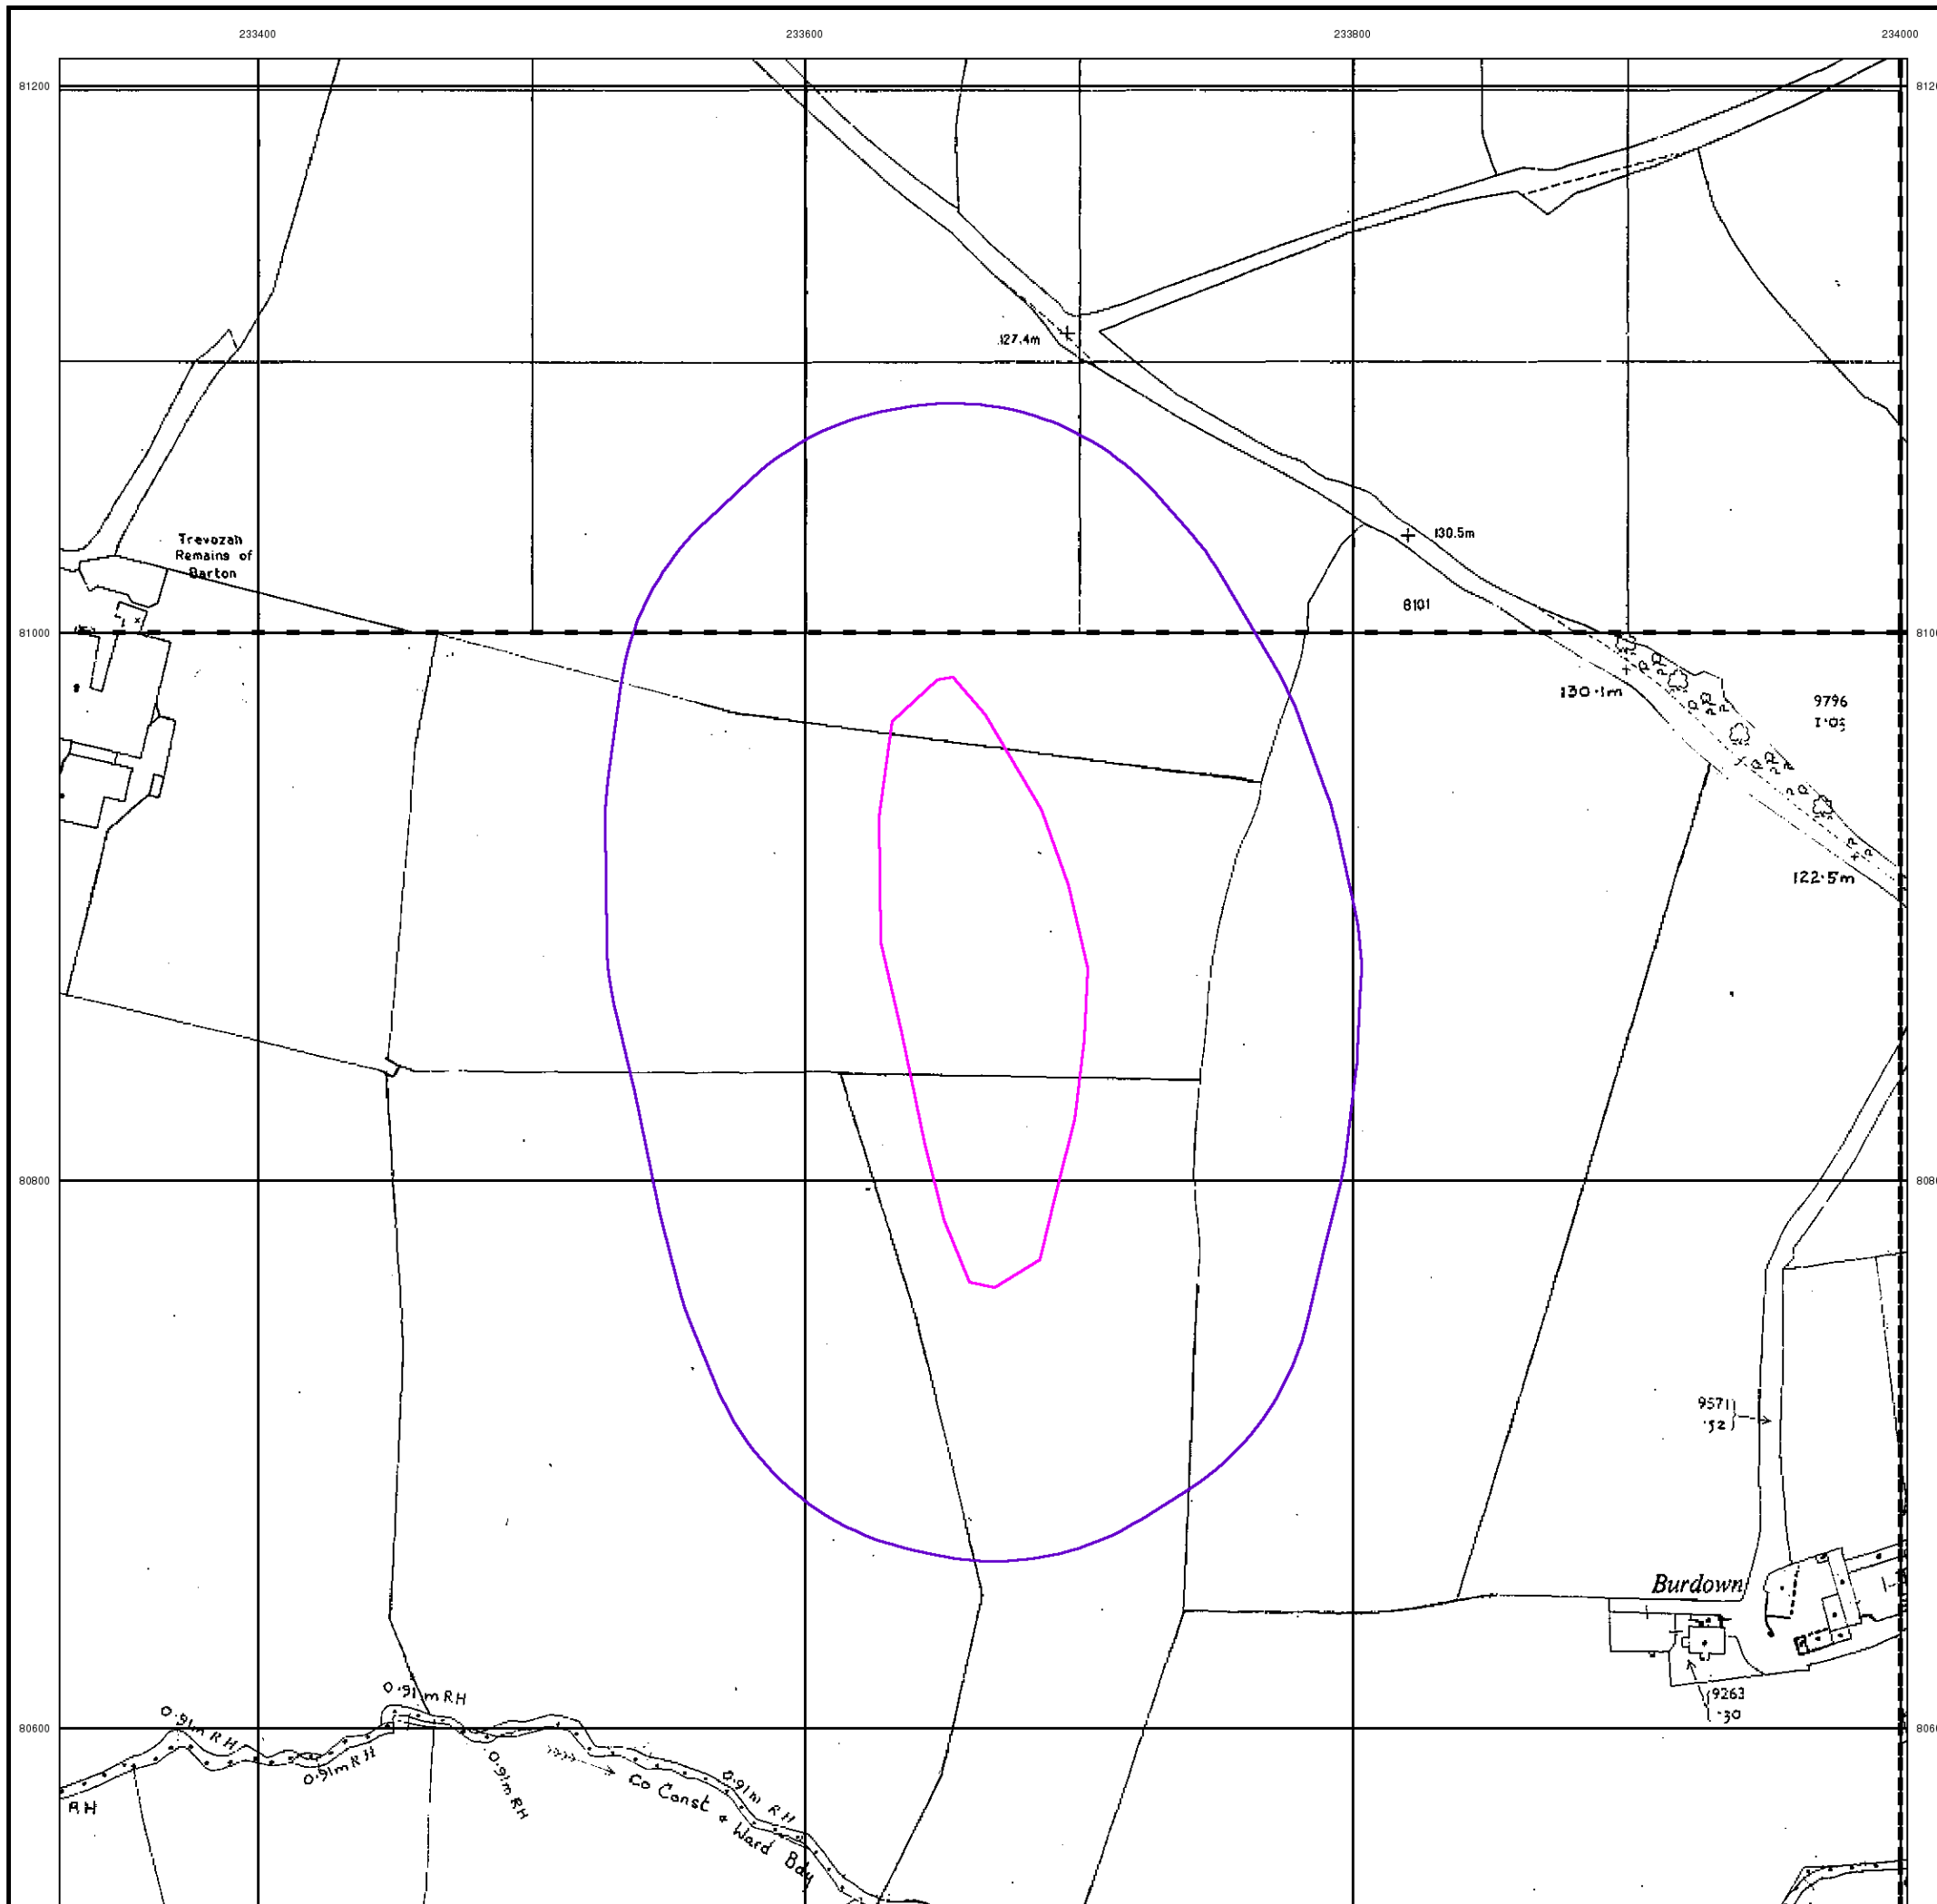 233400
233600
233800
234000
81200
127.4m
130.5m
Trevozah
Remains of
Barton
8101
81000
130·1m
9796
122·5m
80800
9571
·52
Burdown
9263
·30
0·91m RH
0·91m RH
0·91m RH
0·91m RH
0·91m RH
80600
RH
Co Const & Ward Bdy